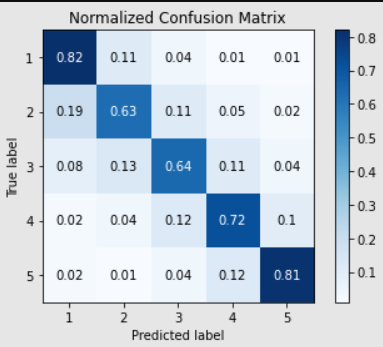 Normalized Confusion Matrix
1 0.82 0.11 0.04 0.01 0.01 0.8
0.7
2 0.19 0.63 0.11 0.05 0.02 0.6
0.5
True label
3 0.08 0.13 0.64 0.11 0.04 0.4
0.3
4 0.02 0.04 0.12 0.72 0.1 0.2
5 0.02 0.01 0.04 0.12 0.81 0.1
1 2 3 4 5
Predicted label